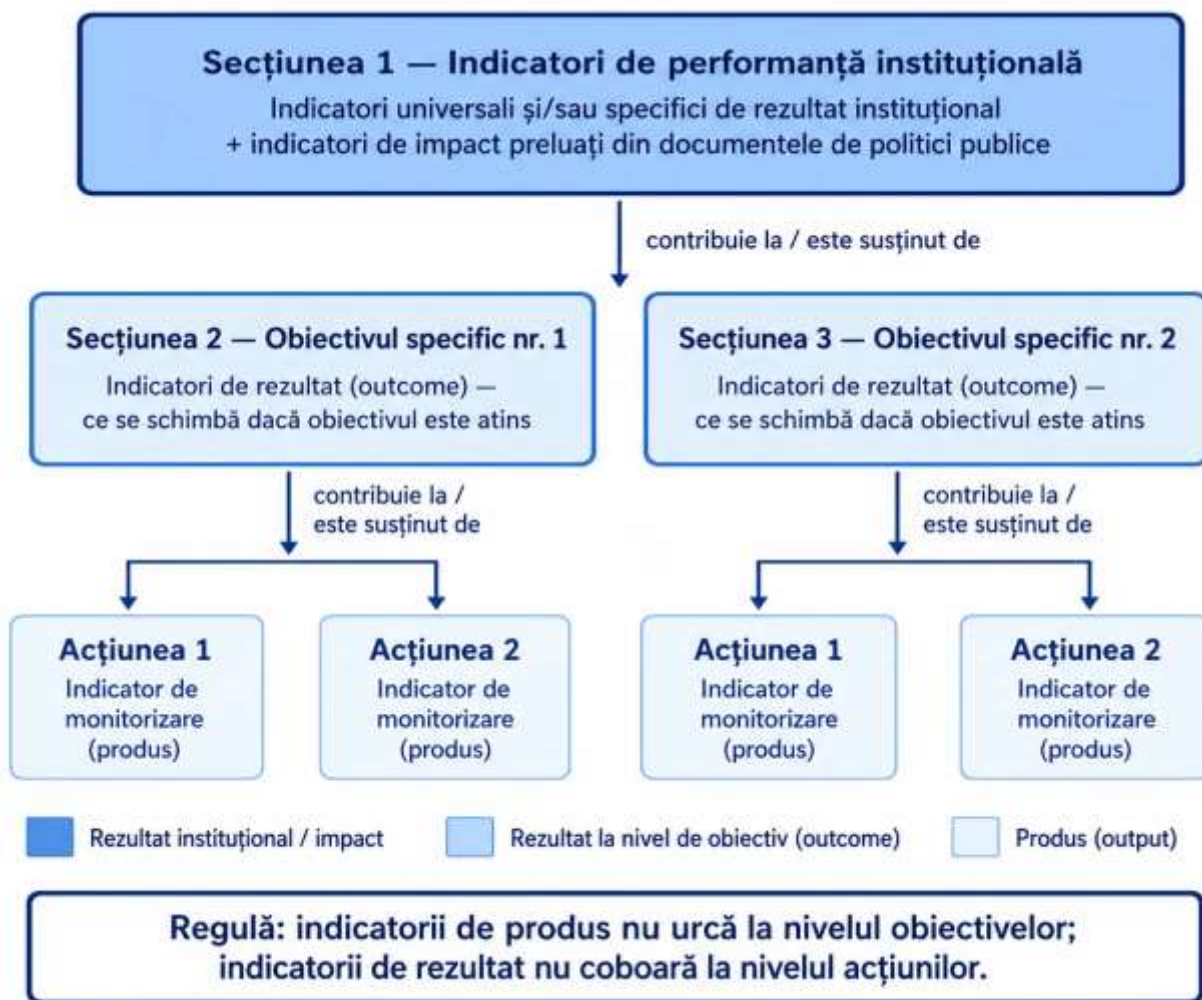 Secțiunea 1 — Indicatori de performanță instituțională
Indicatori universali și/sau specifici de rezultat instituțional
+ indicatori de impact preluați din documentele de politici publice
contribuie la / este susținut de
Secțiunea 2 — Obiectivul specific nr. 1
Indicatori de rezultat (outcome) —
ce se schimbă dacă obiectivul este atins
Secțiunea 3 — Obiectivul specific nr. 2
Indicatori de rezultat (outcome) —
ce se schimbă dacă obiectivul este atins
contribuie la /
este susținut de
contribuie la /
este susținut de
Acțiunea 1
Indicator de
monitorizare
(produs)
Acțiunea 2
Indicator de
monitorizare
(produs)
Acțiunea 1
Indicator de
monitorizare
(produs)
Acțiunea 2
Indicator de
monitorizare
(produs)
Rezultat instituțional / impact
Rezultat la nivel de obiectiv (outcome)
Produs (output)
Regulă: indicatorii de produs nu urcă la nivelul obiectivelor;
indicatorii de rezultat nu coboară la nivelul acțiunilor.